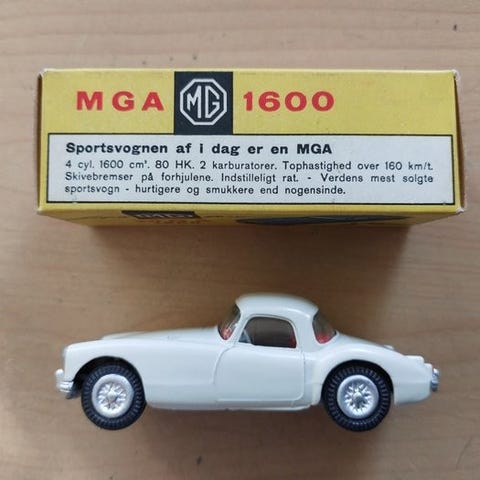 MGA MG 1600
Sportsvognen af i dag er en MGA
4 cyl. 1600 cm³. 80 HK. 2 karburatorer. Tophastighed over 160 km/t.
Skivebremser på forhjulene. Indstilleligt rat. - Verdens mest solgte
sportsvogn - hurtigere og smukkere end nogensinde.
MG